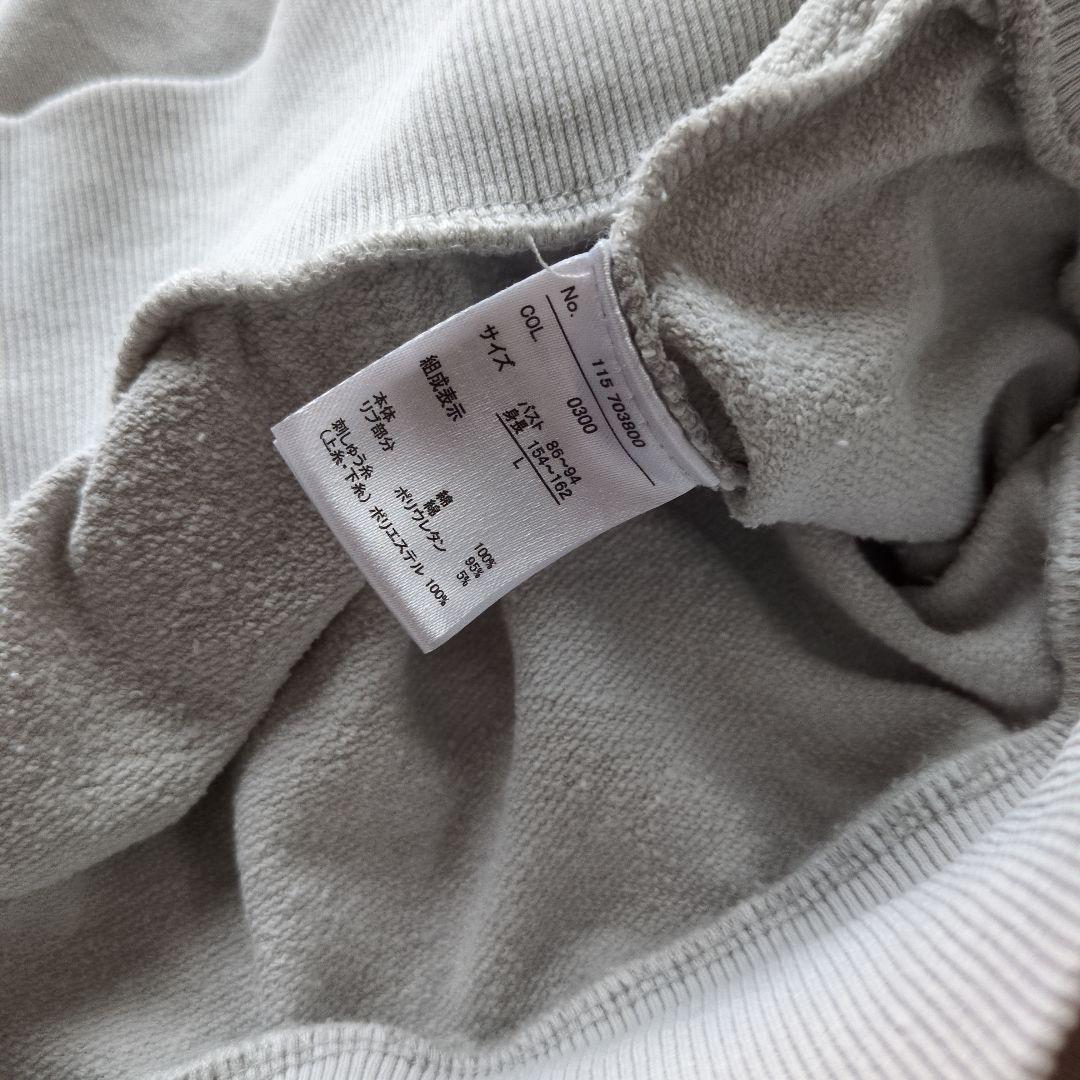 No. 115 703800
COL 0300
サイズ バスト 86~94
身長 154~162
L
組成表示
本体 綿 100%
リブ部分 綿 95%
ポリウレタン 5%
刺しゅう糸
(上糸・下糸) ポリエステル 100%